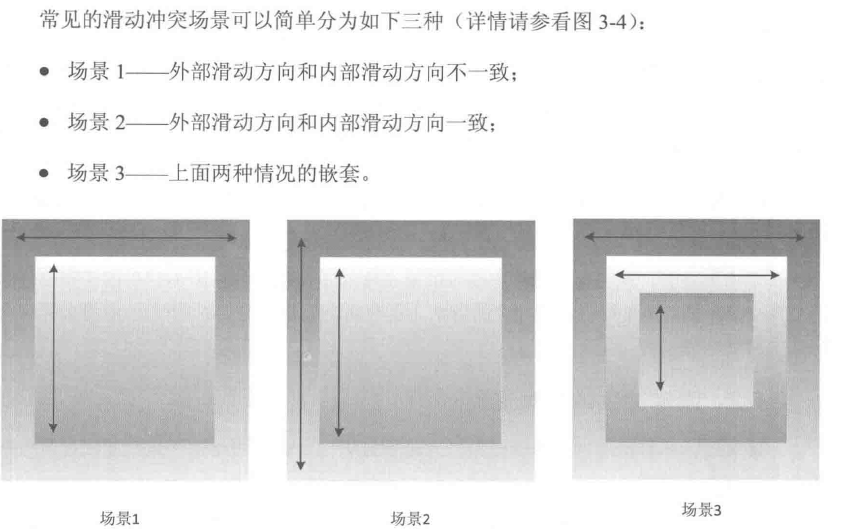 常见的滑动冲突场景可以简单分为如下三种（详情请参看图 3-4）：
● 场景 1——外部滑动方向和内部滑动方向不一致；
● 场景 2——外部滑动方向和内部滑动方向一致；
● 场景 3——上面两种情况的嵌套。
场景1 场景2 场景3